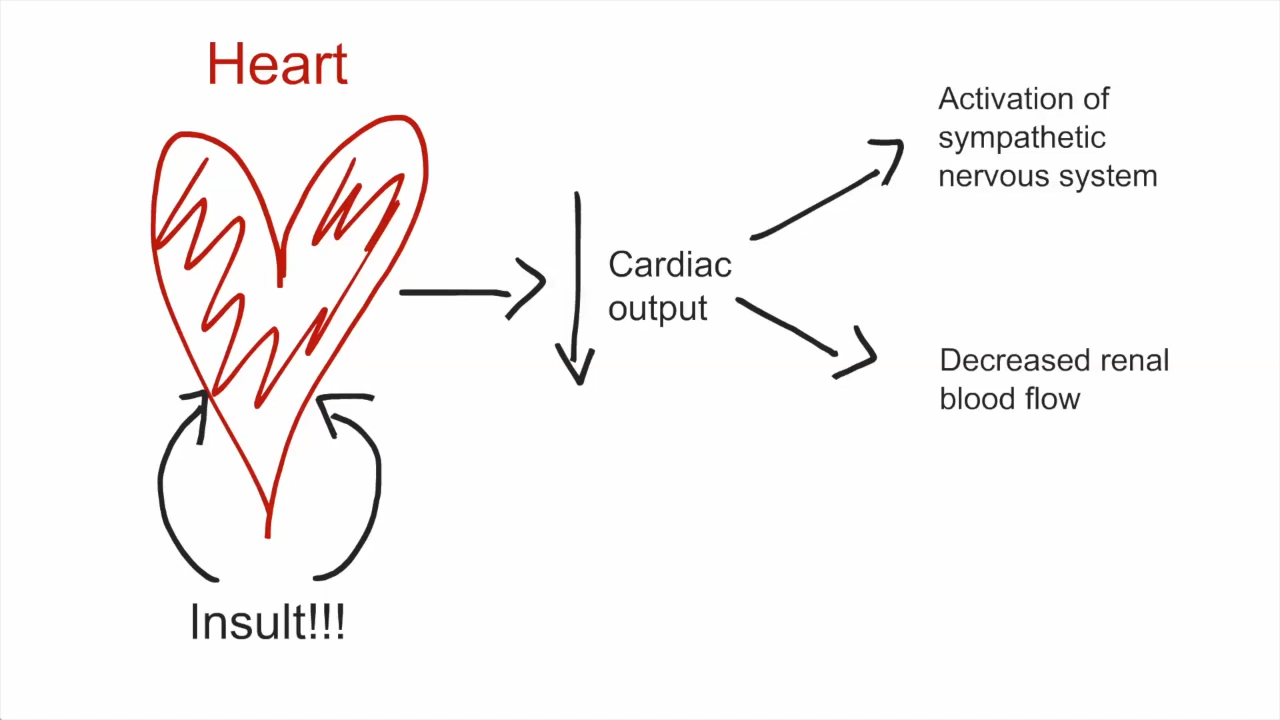 Heart
Activation of
sympathetic
nervous system
Cardiac
output
Decreased renal
blood flow
Insult!!!